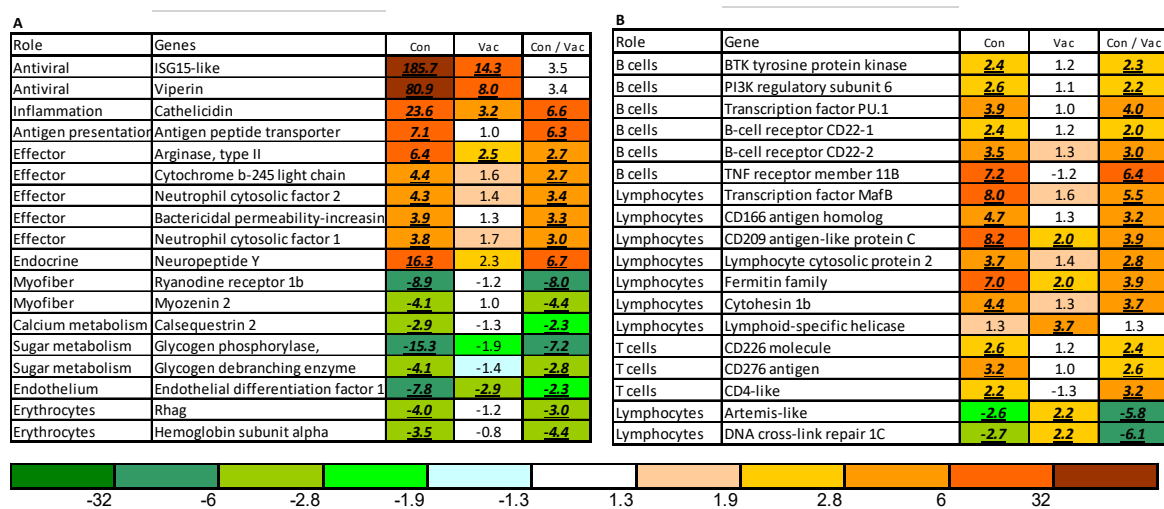 A
Role Genes Con Vac Con / Vac
Antiviral ISG15-like 185.7 14.3 3.5
Antiviral Viperin 80.9 8.0 3.4
Inflammation Cathelicidin 23.6 3.2 6.6
Antigen presentation Antigen peptide transporter 7.1 1.0 6.3
Effector Arginase, type II 6.4 2.5 2.7
Effector Cytochrome b-245 light chain 4.4 1.6 2.7
Effector Neutrophil cytosolic factor 2 4.3 1.4 3.4
Effector Bactericidal permeability-increasin 3.9 1.3 3.3
Effector Neutrophil cytosolic factor 1 3.8 1.7 3.0
Endocrine Neuropeptide Y 16.3 2.3 6.7
Myofiber Ryanodine receptor 1b -8.9 -1.2 -8.0
Myofiber Myozenin 2 -4.1 1.0 -4.4
Calcium metabolism Calsequestrin 2 -2.9 -1.3 -2.3
Sugar metabolism Glycogen phosphorylase, -15.3 -1.9 -7.2
Sugar metabolism Glycogen debranching enzyme -4.1 -1.4 -2.8
Endothelium Endothelial differentiation factor 1 -7.8 -2.9 -2.3
Erythrocytes Rhag -4.0 -1.2 -3.0
Erythrocytes Hemoglobin subunit alpha -3.5 -0.8 -4.4
B
Role Gene Con Vac Con / Vac
B cells BTK tyrosine protein kinase 2.4 1.2 2.3
B cells PI3K regulatory subunit 6 2.6 1.1 2.2
B cells Transcription factor PU.1 3.9 1.0 4.0
B cells B-cell receptor CD22-1 2.4 1.2 2.0
B cells B-cell receptor CD22-2 3.5 1.3 3.0
B cells TNF receptor member 11B 7.2 -1.2 6.4
Lymphocytes Transcription factor MafB 8.0 1.6 5.5
Lymphocytes CD166 antigen homolog 4.7 1.3 3.2
Lymphocytes CD209 antigen-like protein C 8.2 2.0 3.9
Lymphocytes Lymphocyte cytosolic protein 2 3.7 1.4 2.8
Lymphocytes Fermitin family 7.0 2.0 3.9
Lymphocytes Cytohesin 1b 4.4 1.3 3.7
Lymphocytes Lymphoid-specific helicase 1.3 3.7 1.3
T cells CD226 molecule 2.6 1.2 2.4
T cells CD276 antigen 3.2 1.0 2.6
T cells CD4-like 2.2 -1.3 3.2
Lymphocytes Artemis-like -2.6 2.2 -5.8
Lymphocytes DNA cross-link repair 1C -2.7 2.2 -6.1
-32 -6 -2.8 -1.9 -1.3 1.3 1.9 2.8 6 32